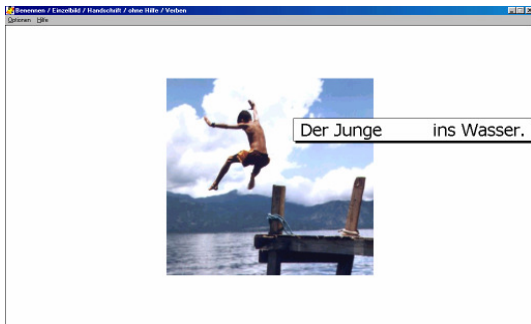 Benennen / Einzelbild / Handschrift / ohne Hilfe / Verben
Optionen Hilfe
Der Junge ins Wasser.